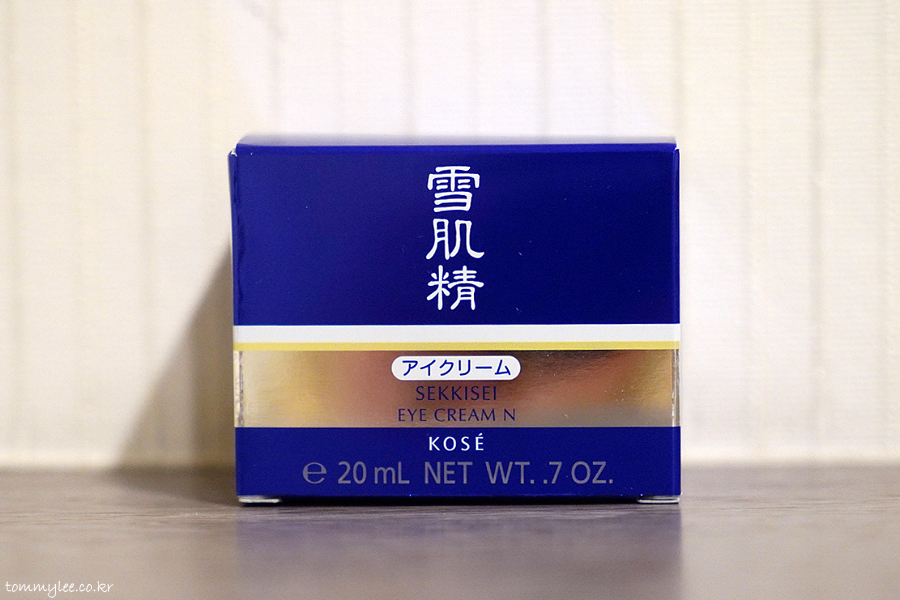 雪肌精
アイクリーム
SEKKISEI
EYE CREAM N
KOSÉ
℮ 20 mL NET WT. .7 OZ.
tommylee.co.kr